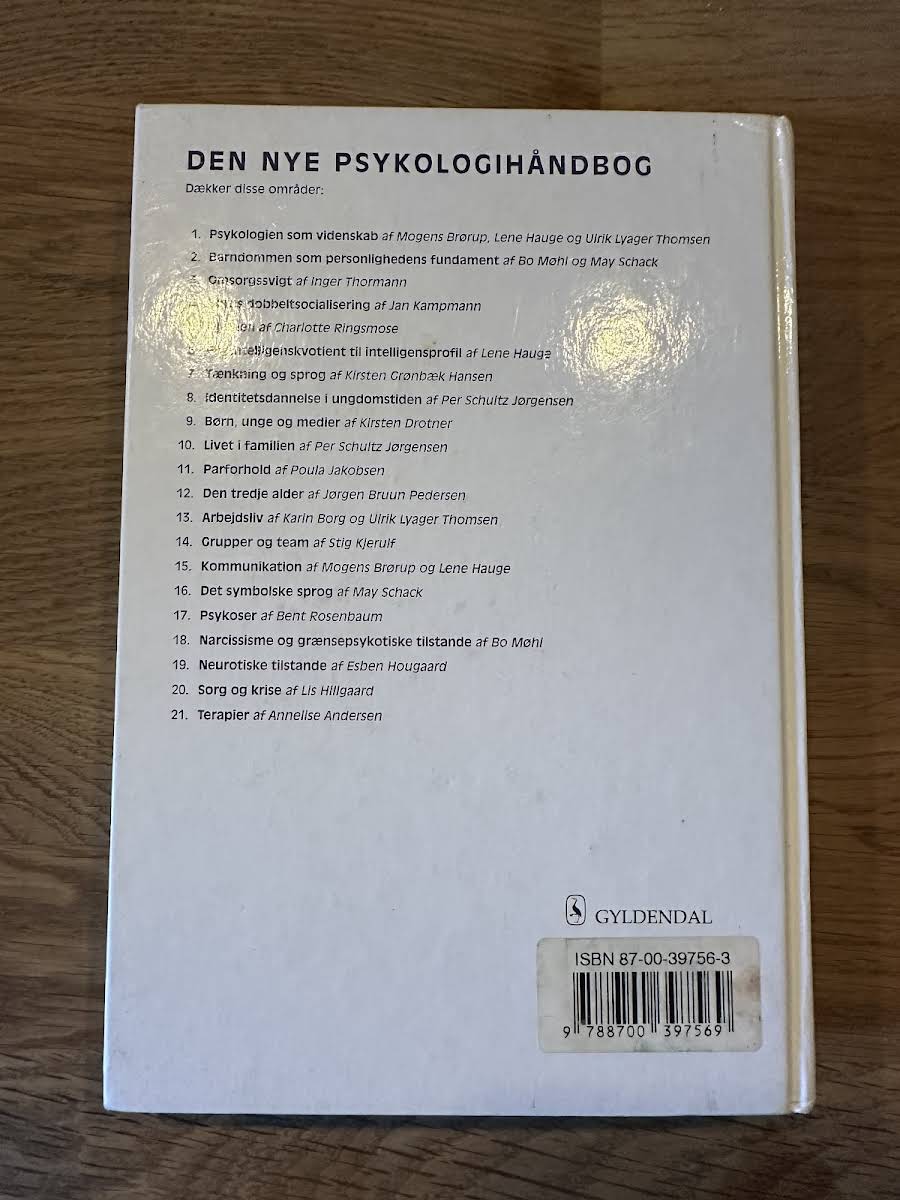 DEN NYE PSYKOLOGIHÅNDBOG
Dækker disse områder:
1. Psykologien som videnskab af Mogens Brørup, Lene Hauge og Ulrik Lyager Thomsen
2. Barndommen som personlighedens fundament af Bo Møhl og May Schack
3. Omsorgssvigt af Inger Thormann
dobbeltsocialisering af Jan Kampmann
af Charlotte Ringsmose
intelligenskvotient til intelligensprofil af Lene Hauge
7. Tænkning og sprog af Kirsten Grønbæk Hansen
8. Identitetsdannelse i ungdomstiden af Per Schultz Jørgensen
9. Børn, unge og medier af Kirsten Drotner
10. Livet i familien af Per Schultz Jørgensen
11. Parforhold af Poula Jakobsen
12. Den tredje alder af Jørgen Bruun Pedersen
13. Arbejdsliv af Karin Borg og Ulrik Lyager Thomsen
14. Grupper og team af Stig Kjerulf
15. Kommunikation af Mogens Brørup og Lene Hauge
16. Det symbolske sprog af May Schack
17. Psykoser af Bent Rosenbaum
18. Narcissisme og grænsepsykotiske tilstande af Bo Møhl
19. Neurotiske tilstande af Esben Hougaard
20. Sorg og krise af Lis Hillgaard
21. Terapier af Annelise Andersen
GYLDENDAL
ISBN 87-00-39756-3
9 788700 397569